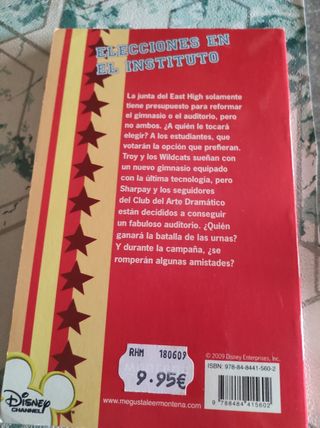 ELECCIONES EN
EL INSTITUTO
La junta del East High solamente
tiene presupuesto para reformar
el gimnasio o el auditorio, pero
no ambos. ¿A quién le tocará
elegir? A los estudiantes, que
votarán la opción que prefieran.
Troy y los Wildcats sueñan con
un nuevo gimnasio equipado
con la última tecnología, pero
Sharpay y los seguidores
del Club del Arte Dramático
están decididos a conseguir
un fabuloso auditorio. ¿Quién
ganará la batalla de las urnas?
Y durante la campaña, ¿se
romperán algunas amistades?
© 2009 Disney Enterprises, Inc.
ISBN: 978-84-8441-560-2
RHM 180609
9.95€
9 788484 415602
DISNEY
CHANNEL
www.megustaleermontena.com